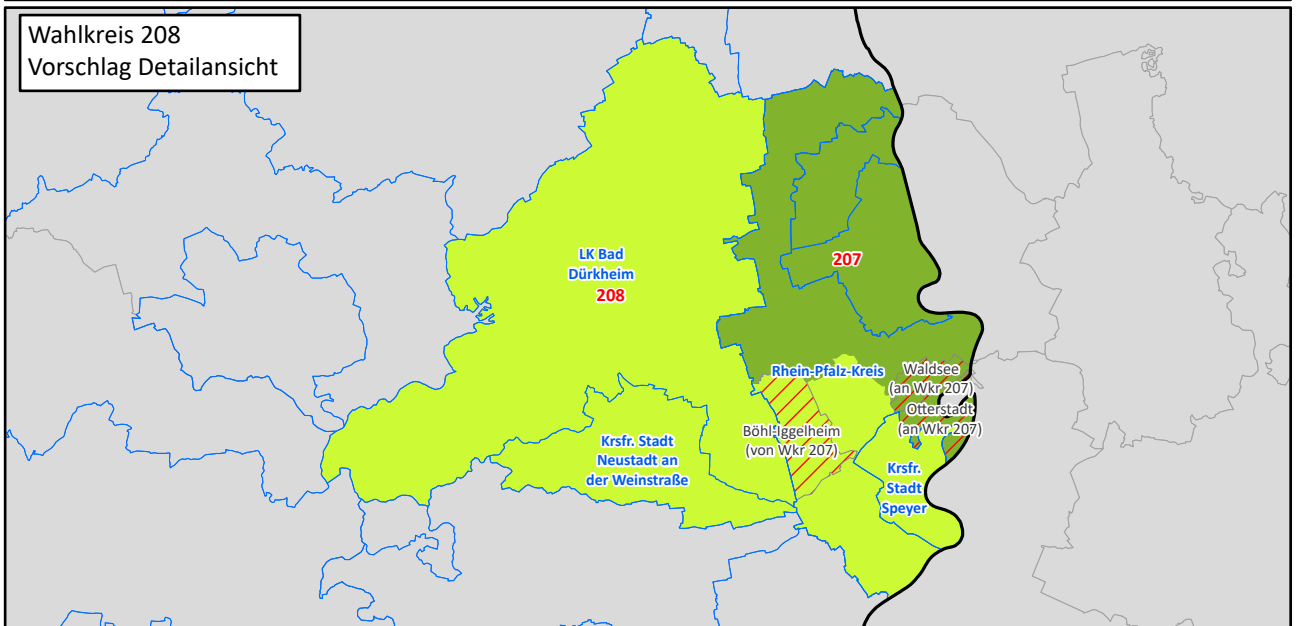 Wahlkreis 208
Vorschlag Detailansicht
LK Bad
Dürkheim
208
207
Rhein-Pfalz-Kreis
Waldsee
(an Wkr 207)
Otterstadt
(an Wkr 207)
Böhl-Iggelheim
(von Wkr 207)
Krsfr. Stadt
Neustadt an
der Weinstraße
Krsfr.
Stadt
Speyer